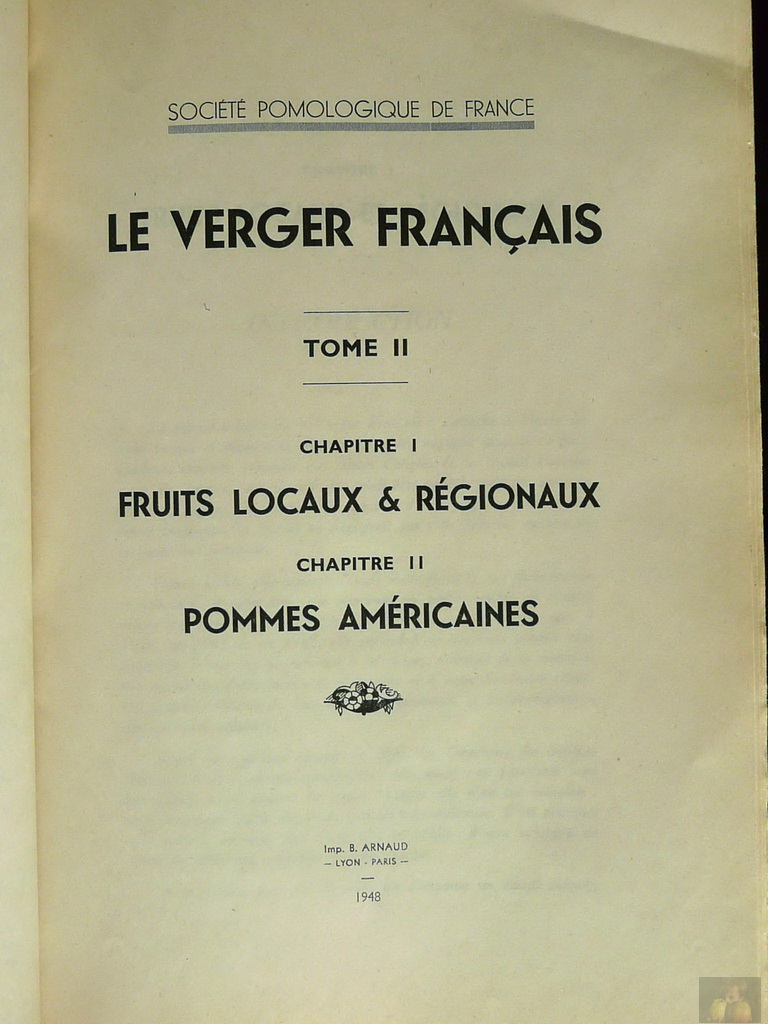 SOCIÉTÉ POMOLOGIQUE DE FRANCE
LE VERGER FRANÇAIS
TOME II
CHAPITRE I
FRUITS LOCAUX & RÉGIONAUX
CHAPITRE II
POMMES AMÉRICAINES
Imp. B. ARNAUD
— LYON - PARIS —
1948